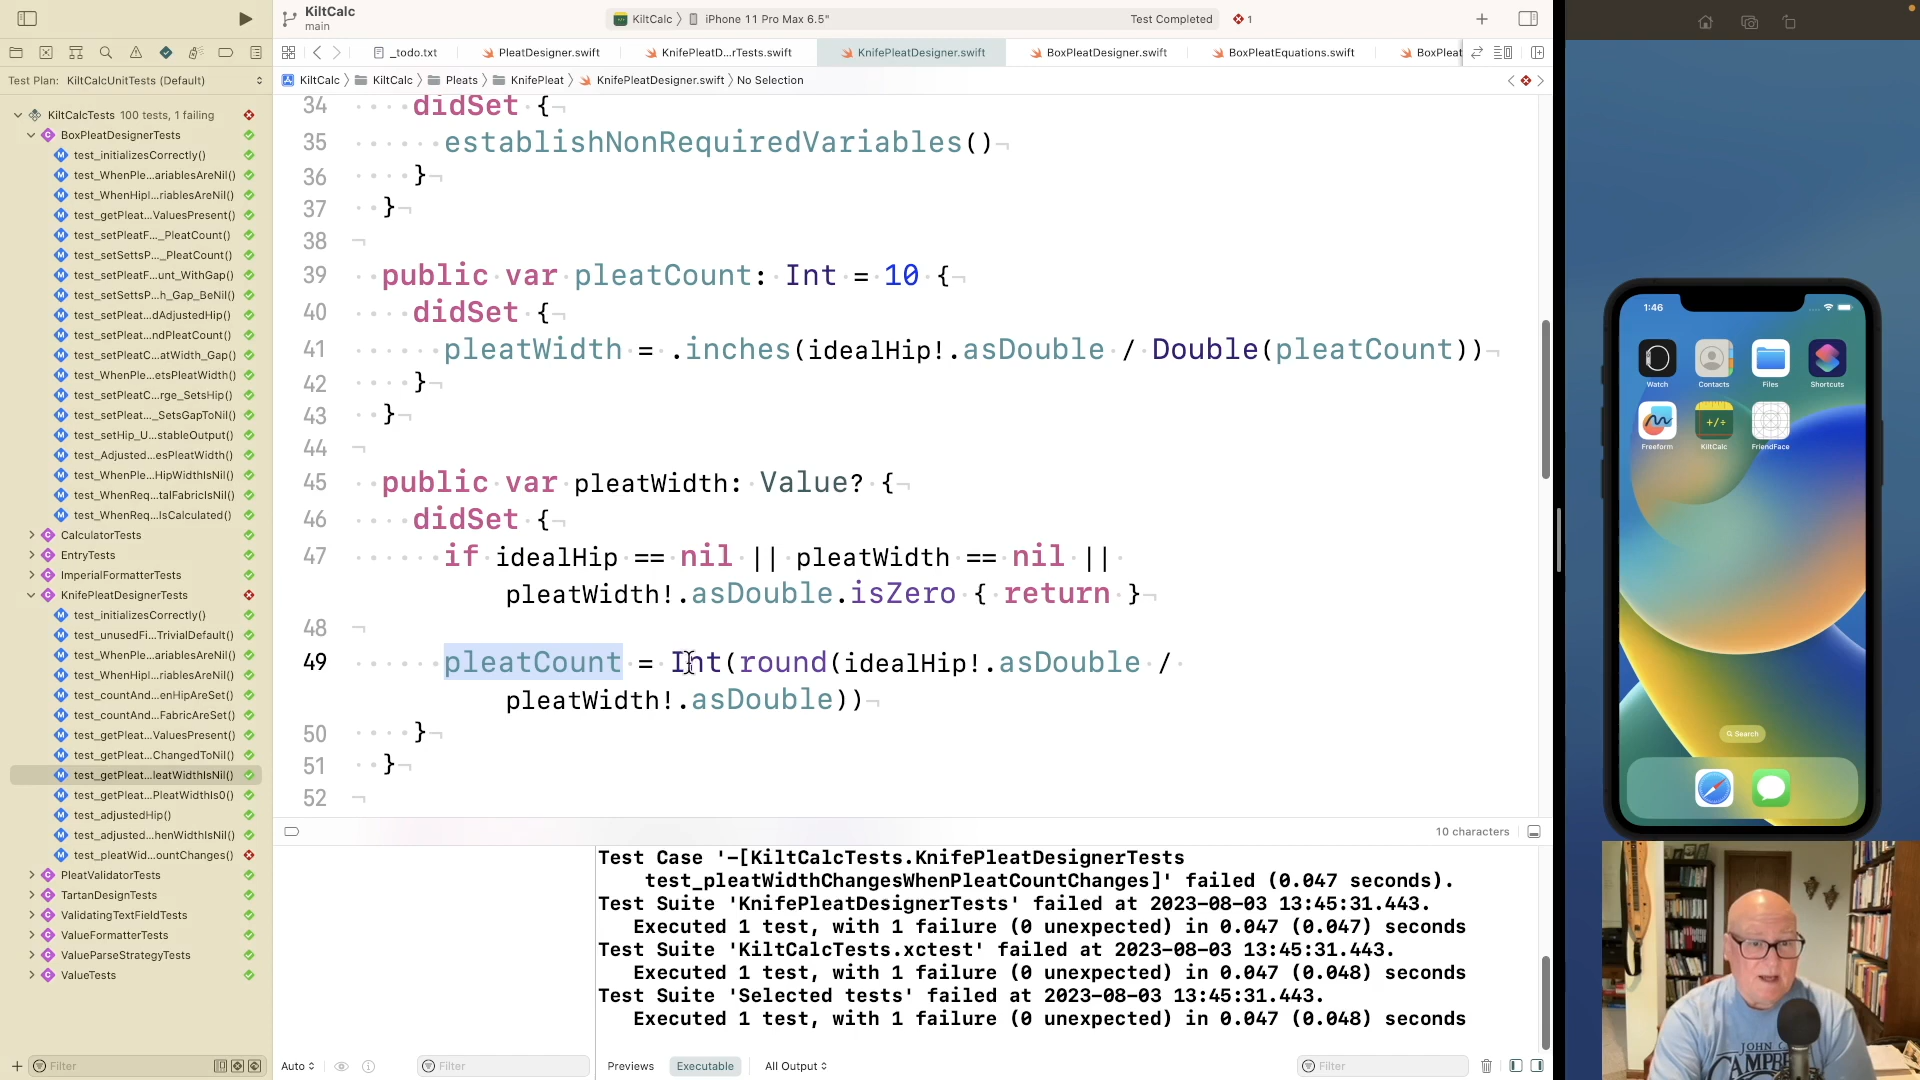 KiltCalc
main
KiltCalc
iPhone 11 Pro Max 6.5"
Test Completed
1
_todo.txt
PleatDesigner.swift
KnifePleatD...rTests.swift
KnifePleatDesigner.swift
BoxPleatDesigner.swift
BoxPleatEquations.swift
BoxPleat
Test Plan: KiltCalcUnitTests (Default)
KiltCalc
KiltCalc
Pleats
KnifePleat
KnifePleatDesigner.swift
No Selection
KiltCalcTests 100 tests, 1 failing
BoxPleatDesignerTests
test_initializesCorrectly()
test_WhenPle...ariablesAreNil()
test_WhenHipI...riablesAreNil()
test_getPleat...ValuesPresent()
test_setPleatF..._PleatCount()
test_setSettsP..._PleatCount()
test_setPleatF...unt_WithGap()
test_setSettsP...h_Gap_BeNil()
test_setPleat...dAdjustedHip()
test_setPleat...ndPleatCount()
test_setPleatC...atWidth_Gap()
test_WhenPle...etsPleatWidth()
test_setPleatC...rge_SetsHip()
test_setPleat..._SetsGapToNil()
test_setHip_U...stableOutput()
test_Adjusted...esPleatWidth()
test_WhenPle...HipWidthIsNil()
test_WhenReq...talFabricIsNil()
test_WhenReq...IsCalculated()
CalculatorTests
EntryTests
ImperialFormatterTests
KnifePleatDesignerTests
test_initializesCorrectly()
test_unusedFi...TrivialDefault()
test_WhenPle...ariablesAreNil()
test_WhenHipI...riablesAreNil()
test_countAnd...enHipAreSet()
test_countAnd...FabricAreSet()
test_getPleat...ValuesPresent()
test_getPleat...ChangedToNil()
test_getPleat...leatWidthIsNil()
test_getPleat...PleatWidthIs0()
test_adjustedHip()
test_adjusted...henWidthIsNil()
test_pleatWid...ountChanges()
PleatValidatorTests
TartanDesignTests
ValidatingTextFieldTests
ValueFormatterTests
ValueParseStrategyTests
ValueTests
Filter
34 didSet {
35 establishNonRequiredVariables()
36 }
37 }
38
39 public var pleatCount: Int = 10 {
40 didSet {
41 pleatWidth = .inches(idealHip!.asDouble / Double(pleatCount))
42 }
43 }
44
45 public var pleatWidth: Value? {
46 didSet {
47 if idealHip == nil || pleatWidth == nil ||
pleatWidth!.asDouble.isZero { return }
48
49 pleatCount = Int(round(idealHip!.asDouble /
pleatWidth!.asDouble))
50 }
51 }
52
10 characters
Test Case '-[KiltCalcTests.KnifePleatDesignerTests
test_pleatWidthChangesWhenPleatCountChanges]' failed (0.047 seconds).
Test Suite 'KnifePleatDesignerTests' failed at 2023-08-03 13:45:31.443.
Executed 1 test, with 1 failure (0 unexpected) in 0.047 (0.047) seconds
Test Suite 'KiltCalcTests.xctest' failed at 2023-08-03 13:45:31.443.
Executed 1 test, with 1 failure (0 unexpected) in 0.047 (0.048) seconds
Test Suite 'Selected tests' failed at 2023-08-03 13:45:31.443.
Executed 1 test, with 1 failure (0 unexpected) in 0.047 (0.048) seconds
Auto
Filter
Previews
Executable
All Output
Filter
1:46
Watch
Contacts
Files
Shortcuts
Freeform
KiltCalc
FriendFace
+/÷
Search
JOHN C
CAMPBE